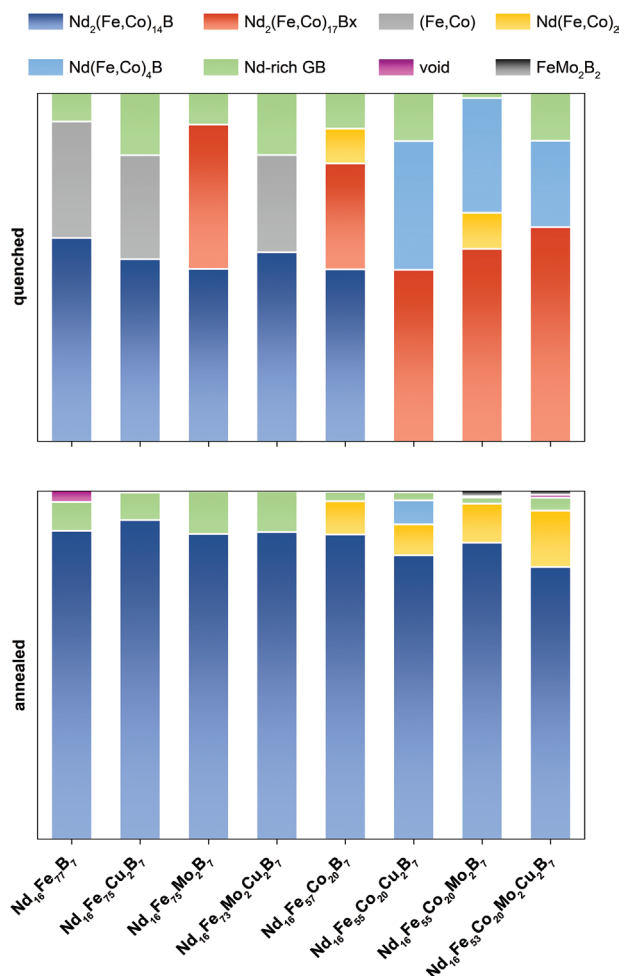 Nd₂(Fe,Co)₁₄B Nd₂(Fe,Co)₁₇Bx (Fe,Co) Nd(Fe,Co)₂
Nd(Fe,Co)₄B Nd-rich GB void FeMo₂B₂
quenched
annealed
Nd₁₆Fe₇₇B₇
Nd₁₆Fe₇₅Cu₂B₇
Nd₁₆Fe₇₅Mo₂B₇
Nd₁₆Fe₇₃Mo₂Cu₂B₇
Nd₁₆Fe₅₇Co₂₀B₇
Nd₁₆Fe₅₅Co₂₀Cu₂B₇
Nd₁₆Fe₅₅Co₂₀Mo₂B₇
Nd₁₆Fe₅₃Co₂₀Mo₂Cu₂B₇